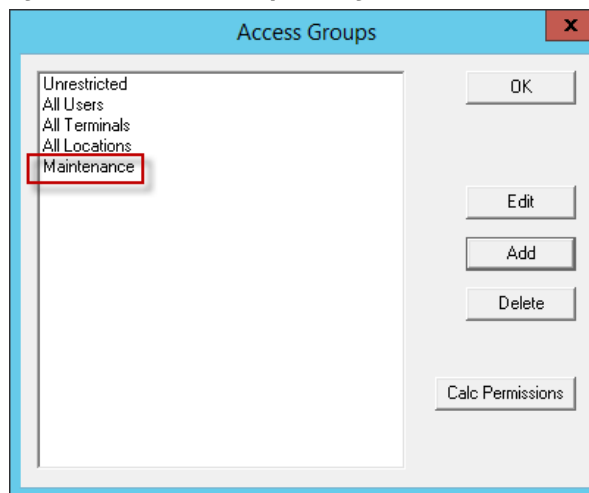 Access Groups
x
Unrestricted
All Users
All Terminals
All Locations
Maintenance
OK
Edit
Add
Delete
Calc Permissions